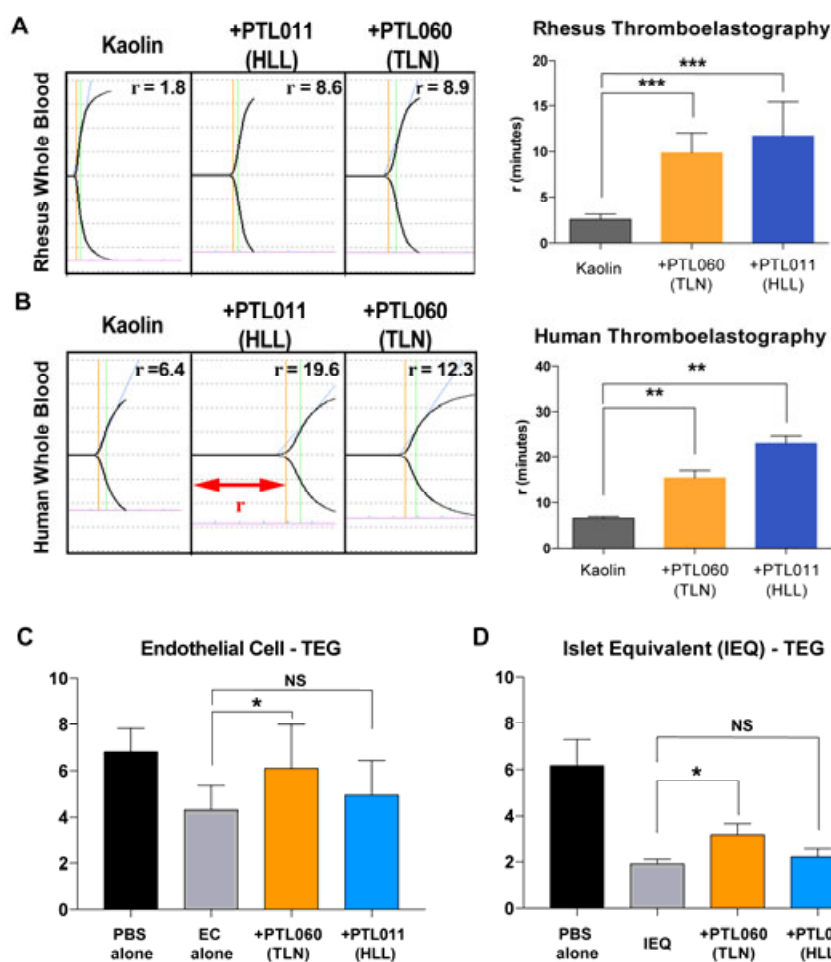 A
Kaolin
+PTL011
(HLL)
+PTL060
(TLN)
Rhesus Whole Blood
r = 1.8
r = 8.6
r = 8.9
Rhesus Thromboelastography
r (minutes)
20
15
10
5
0
***
***
Kaolin
+PTL060
(TLN)
+PTL011
(HLL)
B
Kaolin
+PTL011
(HLL)
+PTL060
(TLN)
Human Whole Blood
r =6.4
r = 19.6
r = 12.3
r
Human Thromboelastography
r (minutes)
40
30
20
10
0
**
**
Kaolin
+PTL060
(TLN)
+PTL011
(HLL)
C
Endothelial Cell - TEG
10
8
6
4
2
0
NS
*
PBS
alone
EC
alone
+PTL060
(TLN)
+PTL011
(HLL)
D
Islet Equivalent (IEQ) - TEG
10
8
6
4
2
0
NS
*
PBS
alone
IEQ
+PTL060
(TLN)
+PTL0
(HLL